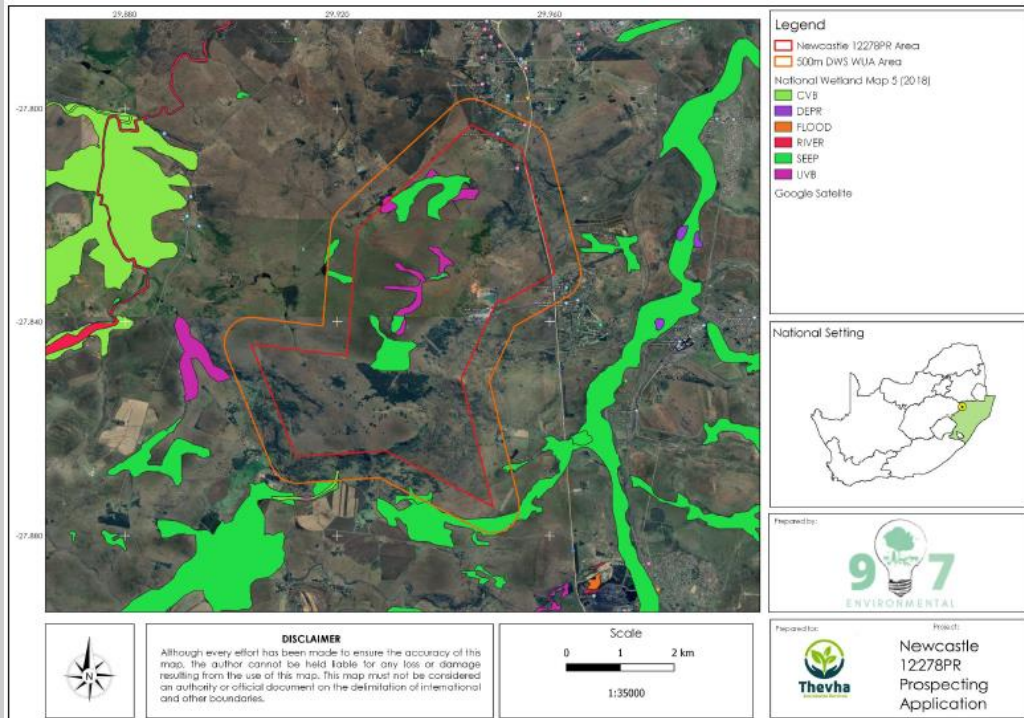 29.880
29.920
29.960
-27.800
-27.840
-27.880
Legend
Newcastle 12278PR Area
500m DWS WUA Area
National Wetland Map 5 (2018)
CVB
DEPR
FLOOD
RIVER
SEEP
UVB
Google Satellite
National Setting
Prepared by:
907
ENVIRONMENTAL
N
DISCLAIMER
Although every effort has been made to ensure the accuracy of this
map, the author cannot be held liable for any loss or damage
resulting from the use of this map. This map must not be considered
an authority or official document on the delimitation of international
and other boundaries.
Scale
0 1 2 km
1:35000
Prepared for:
Thevha
Project:
Newcastle
12278PR
Prospecting
Application